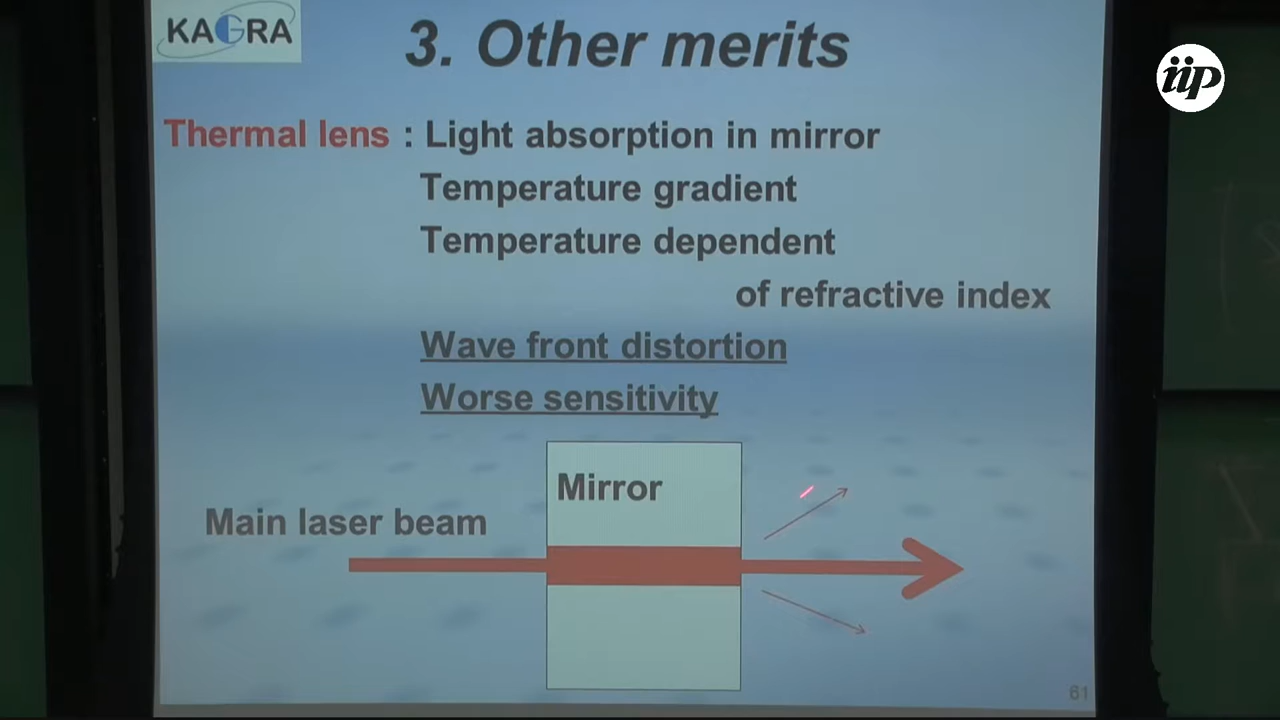 KAGRA
3. Other merits
iip
Thermal lens : Light absorption in mirror
Temperature gradient
Temperature dependent
of refractive index
Wave front distortion
Worse sensitivity
Mirror
Main laser beam
61